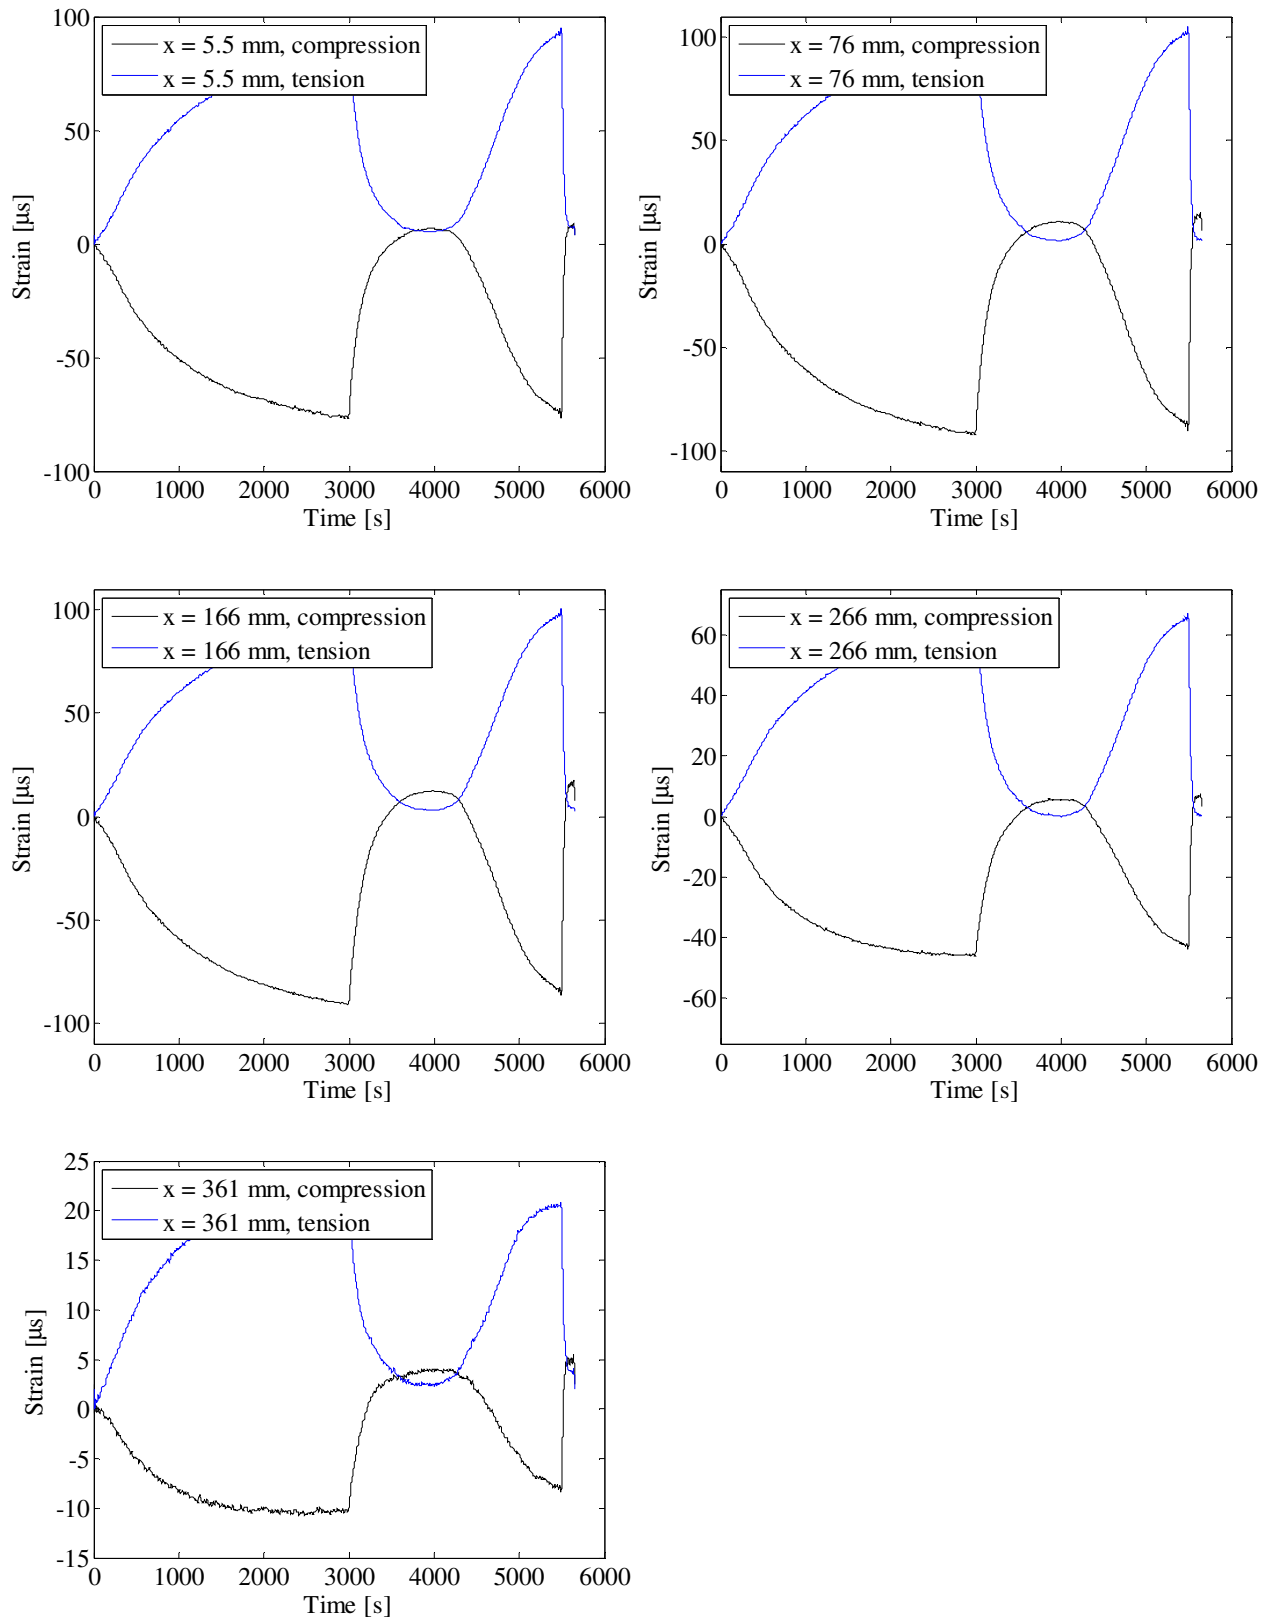 100
50
0
-50
-100
Strain [μs]
x = 5.5 mm, compression
x = 5.5 mm, tension
0 1000 2000 3000 4000 5000 6000
Time [s]
100
50
0
-50
-100
Strain [μs]
x = 76 mm, compression
x = 76 mm, tension
0 1000 2000 3000 4000 5000 6000
Time [s]
100
50
0
-50
-100
Strain [μs]
x = 166 mm, compression
x = 166 mm, tension
0 1000 2000 3000 4000 5000 6000
Time [s]
60
40
20
0
-20
-40
-60
Strain [μs]
x = 266 mm, compression
x = 266 mm, tension
0 1000 2000 3000 4000 5000 6000
Time [s]
25
20
15
10
5
0
-5
-10
-15
Strain [μs]
x = 361 mm, compression
x = 361 mm, tension
0 1000 2000 3000 4000 5000 6000
Time [s]